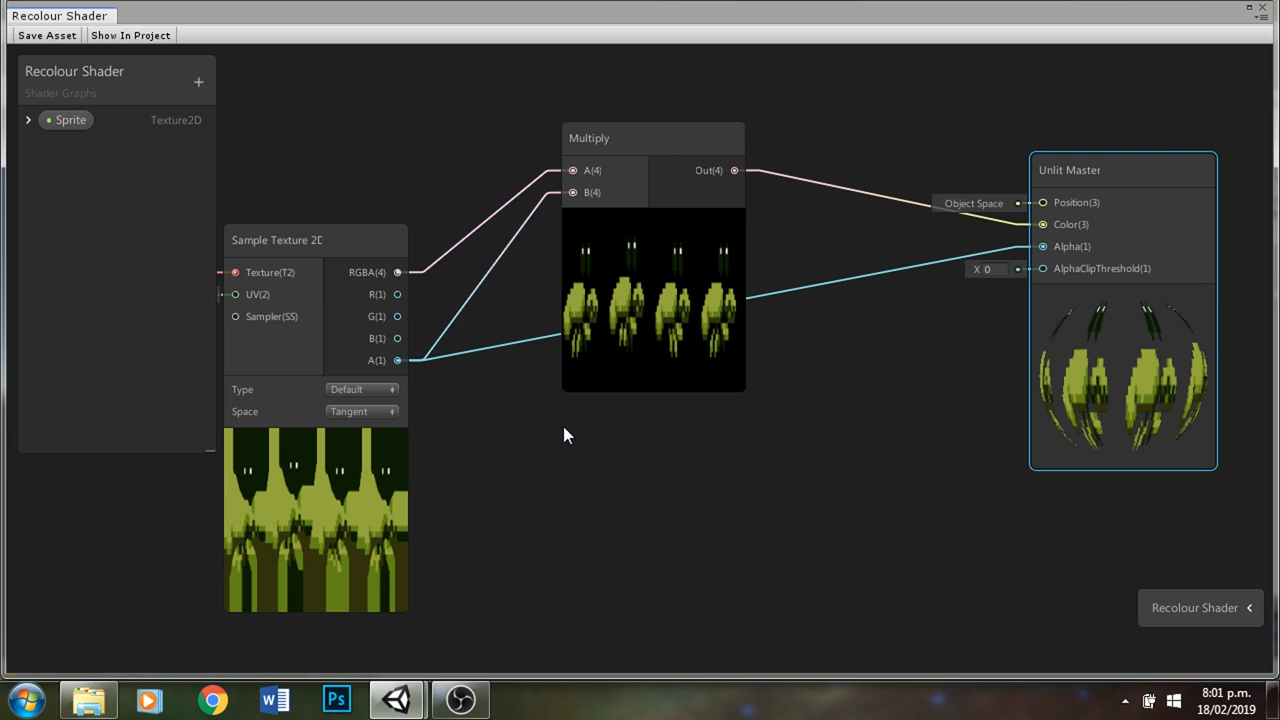 Recolour Shader
Save Asset Show In Project
Recolour Shader +
Shader Graphs
Sprite Texture2D
Sample Texture 2D
Texture(T2) RGBA(4)
UV(2) R(1)
Sampler(SS) G(1)
B(1)
A(1)
Type Default
Space Tangent
Multiply
A(4) Out(4)
B(4)
Unlit Master
Object Space Position(3)
Color(3)
Alpha(1)
X 0 AlphaClipThreshold(1)
Recolour Shader
W Ps
8:01 p.m.
18/02/2019